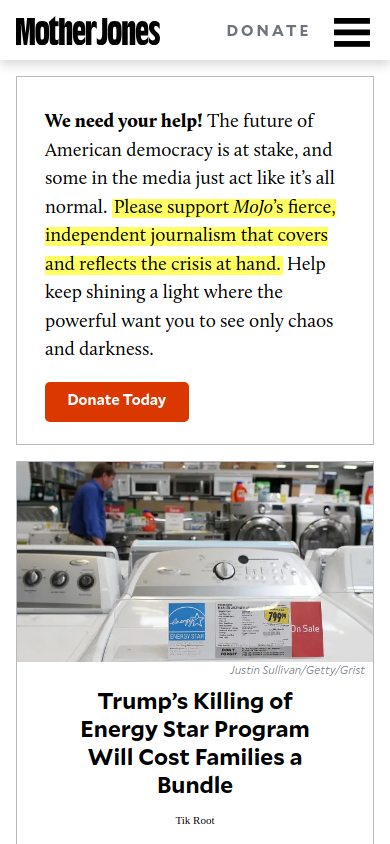 Mother Jones
DONATE
We need your help! The future of
American democracy is at stake, and
some in the media just act like it’s all
normal. Please support MoJo’s fierce,
independent journalism that covers
and reflects the crisis at hand. Help
keep shining a light where the
powerful want you to see only chaos
and darkness.
Donate Today
799
On Sale
ENERGY STAR
Justin Sullivan/Getty/Grist
Trump’s Killing of
Energy Star Program
Will Cost Families a
Bundle
Tik Root